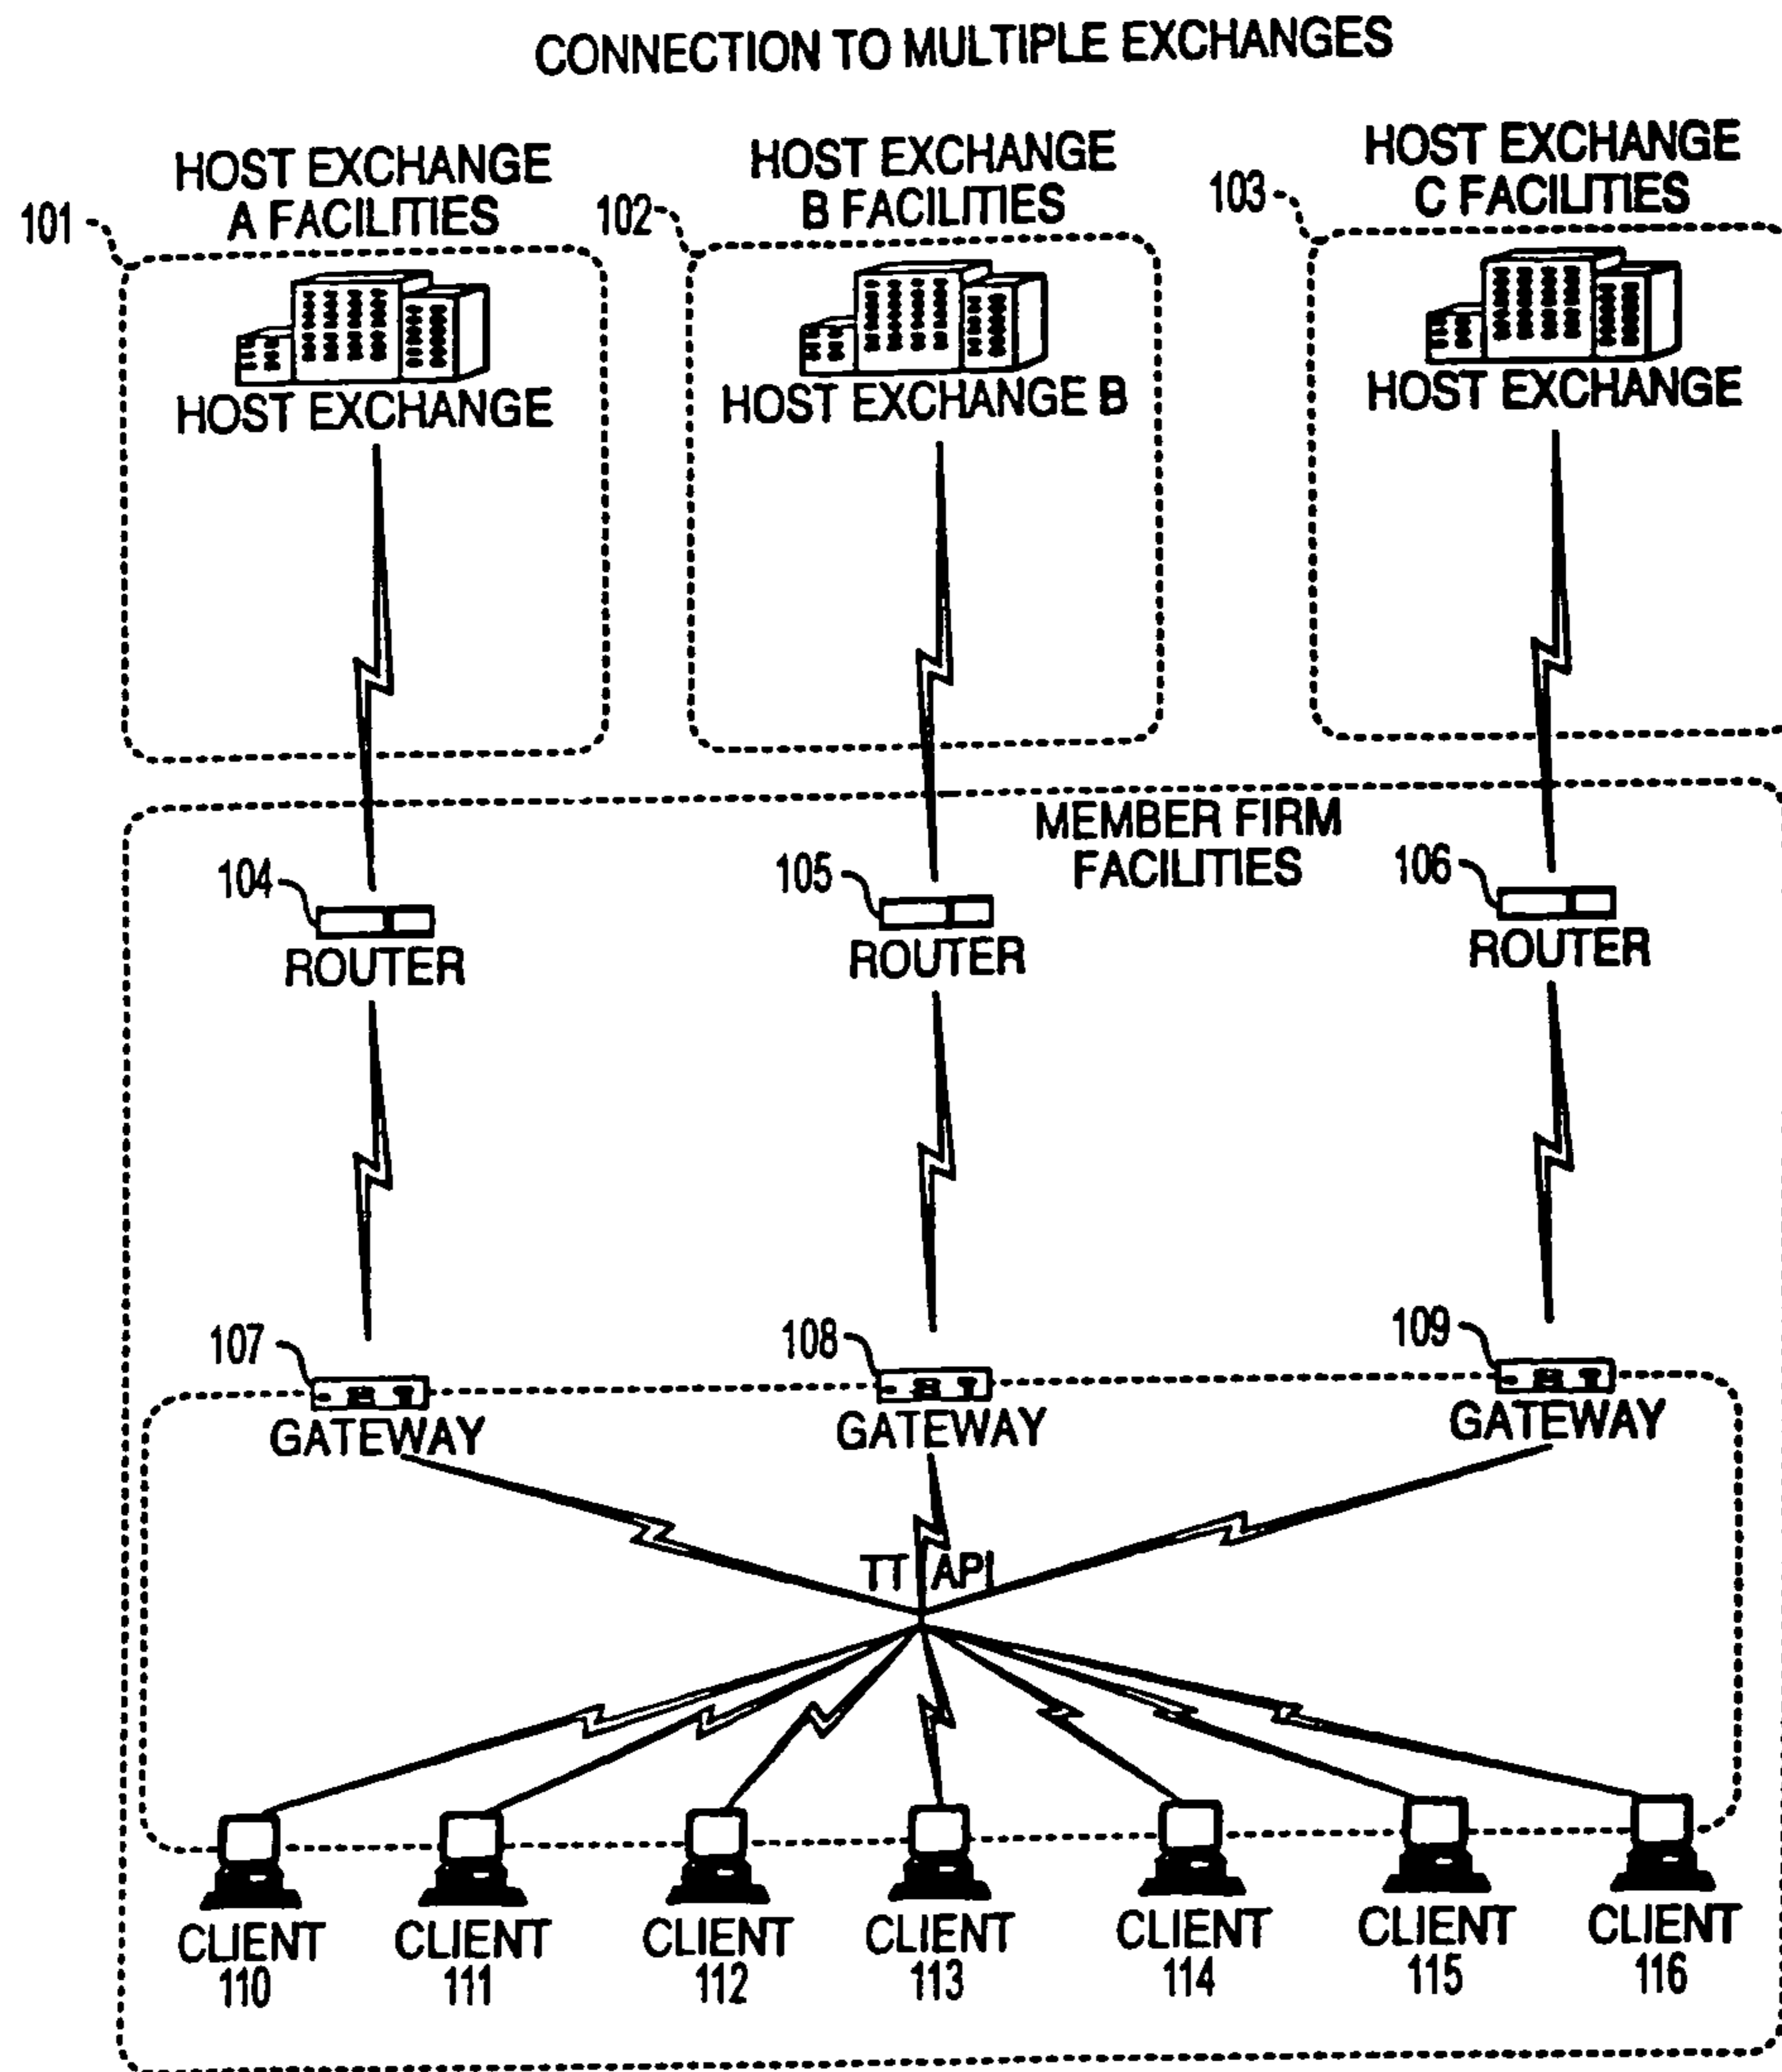 CONNECTION TO MULTIPLE EXCHANGES
HOST EXCHANGE
A FACILITIES
HOST EXCHANGE
B FACILITIES
HOST EXCHANGE
C FACILITIES
101
102
103
HOST EXCHANGE
HOST EXCHANGE B
HOST EXCHANGE
MEMBER FIRM
FACILITIES
104
105
106
ROUTER
ROUTER
ROUTER
107
108
109
GATEWAY
GATEWAY
GATEWAY
TT API
CLIENT
110
CLIENT
111
CLIENT
112
CLIENT
113
CLIENT
114
CLIENT
115
CLIENT
116